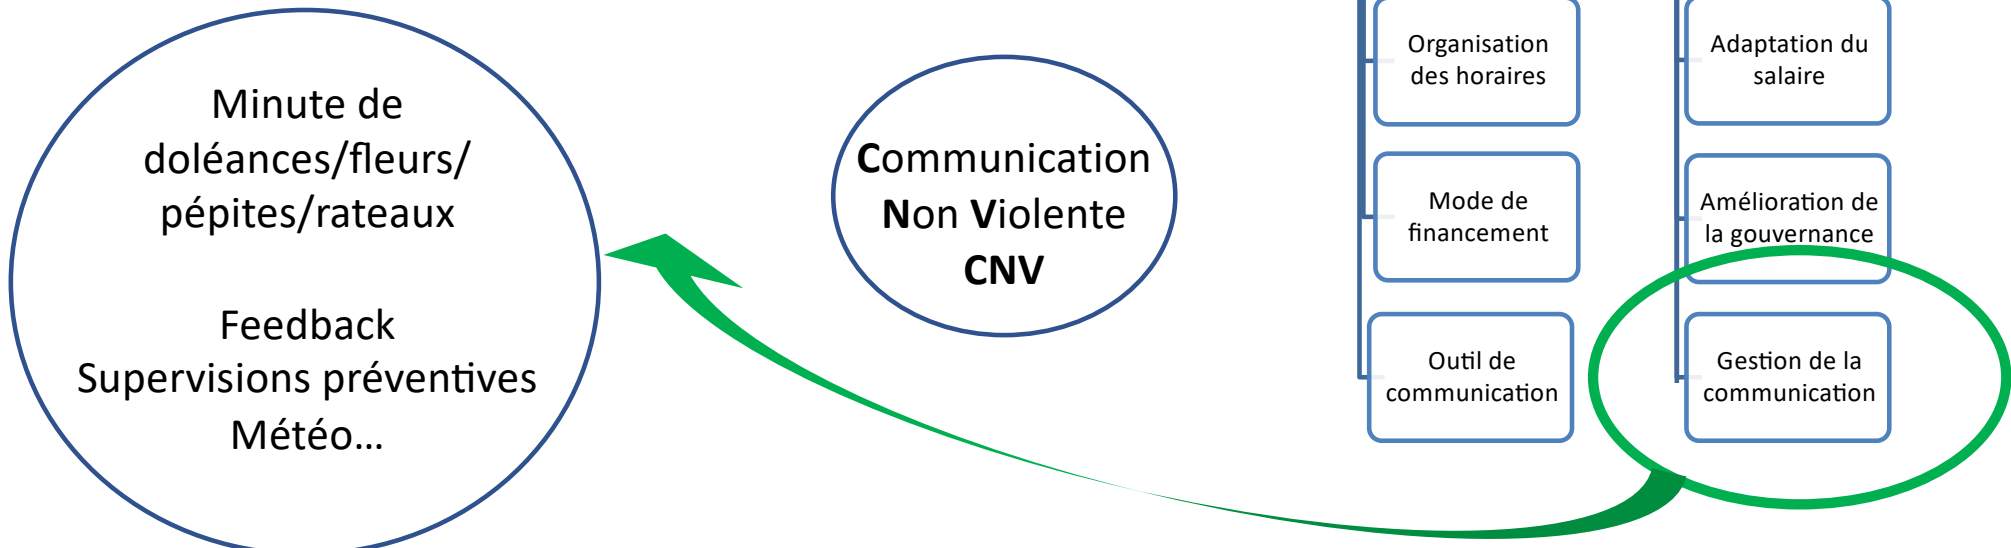 Minute de
doléances/fleurs/
pépites/rateaux
Feedback
Supervisions préventives
Météo...
Communication
Non Violente
CNV
Organisation
des horaires
Mode de
financement
Outil de
communication
Adaptation du
salaire
Amélioration de
la gouvernance
Gestion de la
communication